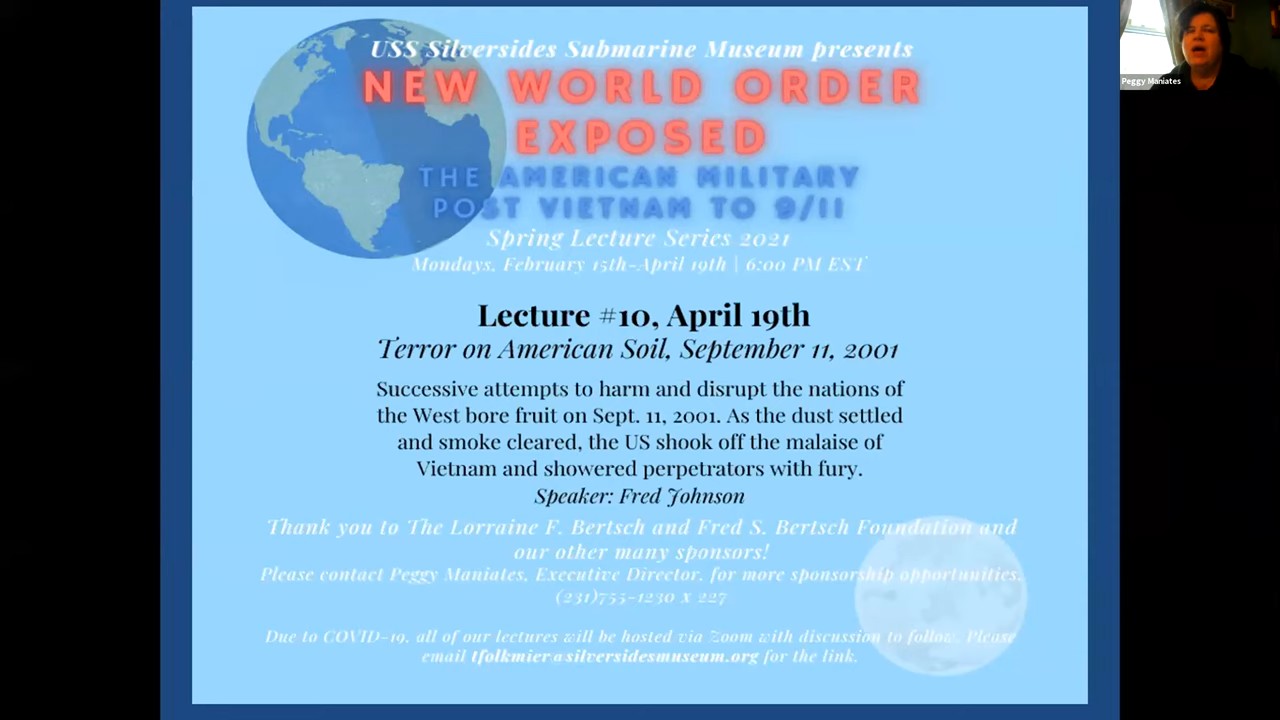 USS Silversides Submarine Museum presents
NEW WORLD ORDER
EXPOSED
THE AMERICAN MILITARY
POST VIETNAM TO 9/11
Spring Lecture Series 2021
Mondays, February 15th-April 19th | 6:00 PM EST
Lecture #10, April 19th
Terror on American Soil, September 11, 2001
Successive attempts to harm and disrupt the nations of
the West bore fruit on Sept. 11, 2001. As the dust settled
and smoke cleared, the US shook off the malaise of
Vietnam and showered perpetrators with fury.
Speaker: Fred Johnson
Thank you to The Lorraine F. Bertsch and Fred S. Bertsch Foundation and
our other many sponsors!
Please contact Peggy Maniates, Executive Director, for more sponsorship opportunities.
(231)755-1230 x 227
Due to COVID-19, all of our lectures will be hosted via Zoom with discussion to follow. Please
email tfolkmier@silversidesmuseum.org for the link.
Peggy Maniates